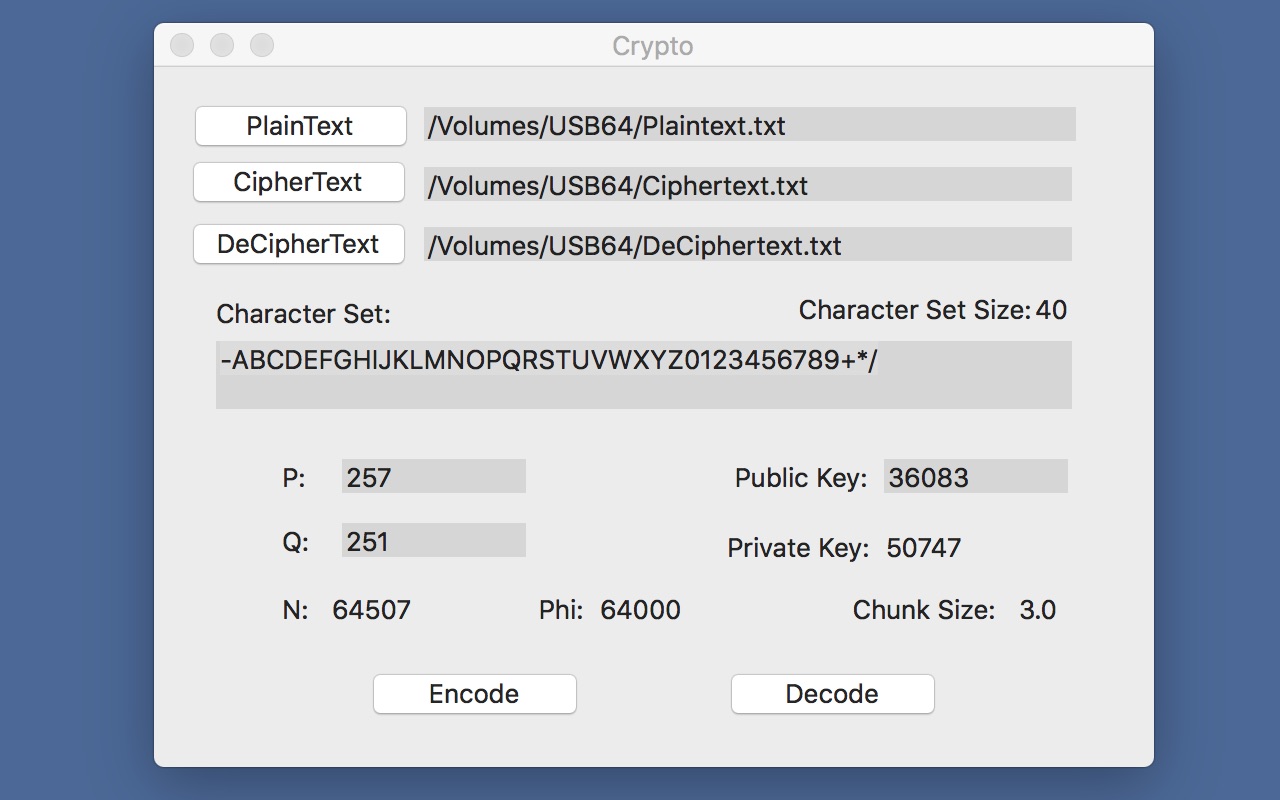 Crypto
PlainText /Volumes/USB64/Plaintext.txt
CipherText /Volumes/USB64/Ciphertext.txt
DeCipherText /Volumes/USB64/DeCiphertext.txt
Character Set: Character Set Size: 40
-ABCDEFGHIJKLMNOPQRSTUVWXYZ0123456789+*/
P: 257 Public Key: 36083
Q: 251 Private Key: 50747
N: 64507 Phi: 64000 Chunk Size: 3.0
Encode Decode